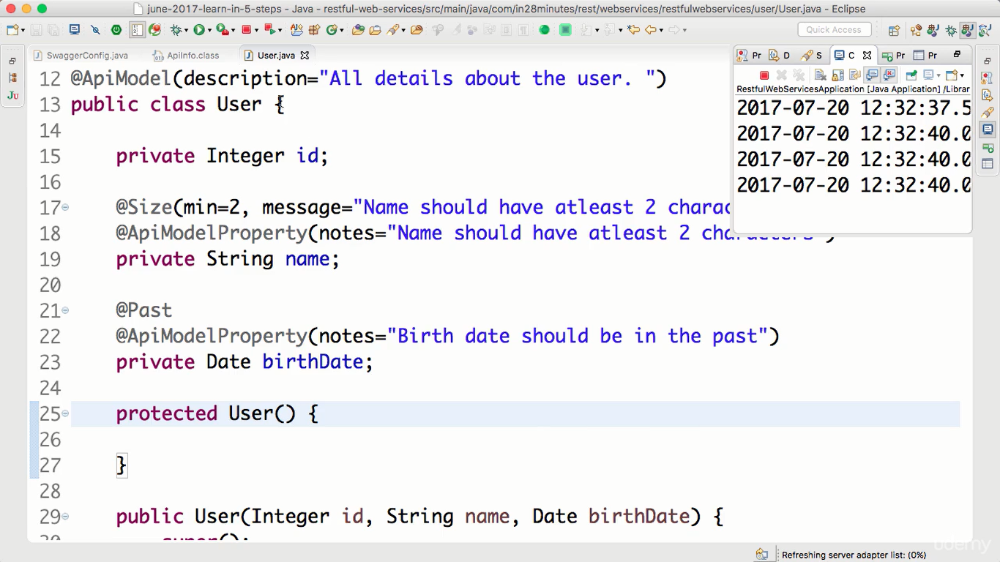 june-2017-learn-in-5-steps - Java - restful-web-services/src/main/java/com/in28minutes/rest/webservices/restfulwebservices/user/User.java - Eclipse
Quick Access
SwaggerConfig.java ApiInfo.class User.java
Pr D S C Pr Pr
RestfulWebServicesApplication [Java Application] /Librar
2017-07-20 12:32:37.5
2017-07-20 12:32:40.0
2017-07-20 12:32:40.0
2017-07-20 12:32:40.0
12 @ApiModel(description="All details about the user. ")
13 public class User {
14
15 private Integer id;
16
17 @Size(min=2, message="Name should have atleast 2 charac
18 @ApiModelProperty(notes="Name should have atleast 2 characters")
19 private String name;
20
21 @Past
22 @ApiModelProperty(notes="Birth date should be in the past")
23 private Date birthDate;
24
25 protected User() {
26
27 }
28
29 public User(Integer id, String name, Date birthDate) {
30 super();
Refreshing server adapter list: (0%)
udemy